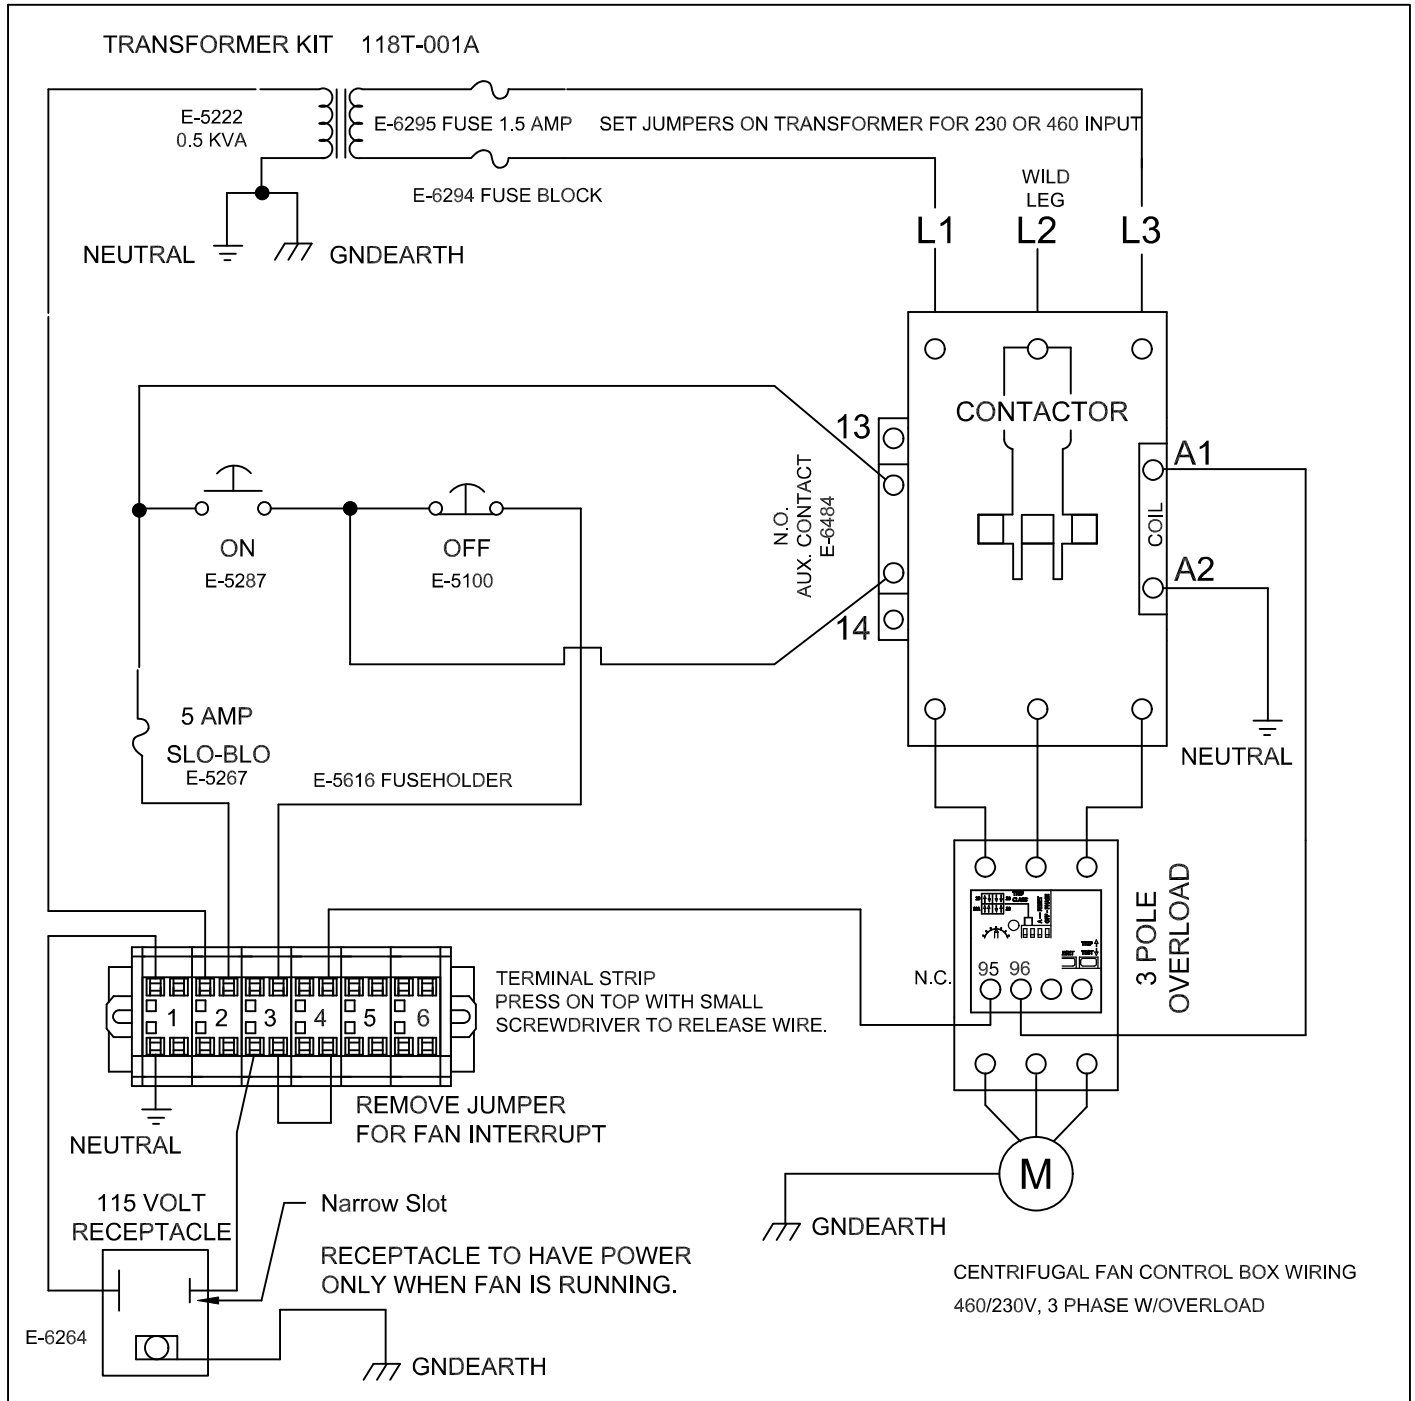 TRANSFORMER KIT 118T-001A
E-5222
0.5 KVA
E-6295 FUSE 1.5 AMP SET JUMPERS ON TRANSFORMER FOR 230 OR 460 INPUT
E-6294 FUSE BLOCK
NEUTRAL
GNDEARTH
WILD
LEG
L1 L2 L3
CONTACTOR
13
14
N.O.
AUX. CONTACT
E-6484
A1
COIL
A2
NEUTRAL
ON
E-5287
OFF
E-5100
5 AMP
SLO-BLO
E-5267
E-5616 FUSEHOLDER
3 POLE
OVERLOAD
TRIP
CLASS
N.C.
95 96
TERMINAL STRIP
PRESS ON TOP WITH SMALL
SCREWDRIVER TO RELEASE WIRE.
1 2 3 4 5 6
NEUTRAL
REMOVE JUMPER
FOR FAN INTERRUPT
M
GNDEARTH
115 VOLT
RECEPTACLE
Narrow Slot
RECEPTACLE TO HAVE POWER
ONLY WHEN FAN IS RUNNING.
E-6264
GNDEARTH
CENTRIFUGAL FAN CONTROL BOX WIRING
460/230V, 3 PHASE W/OVERLOAD